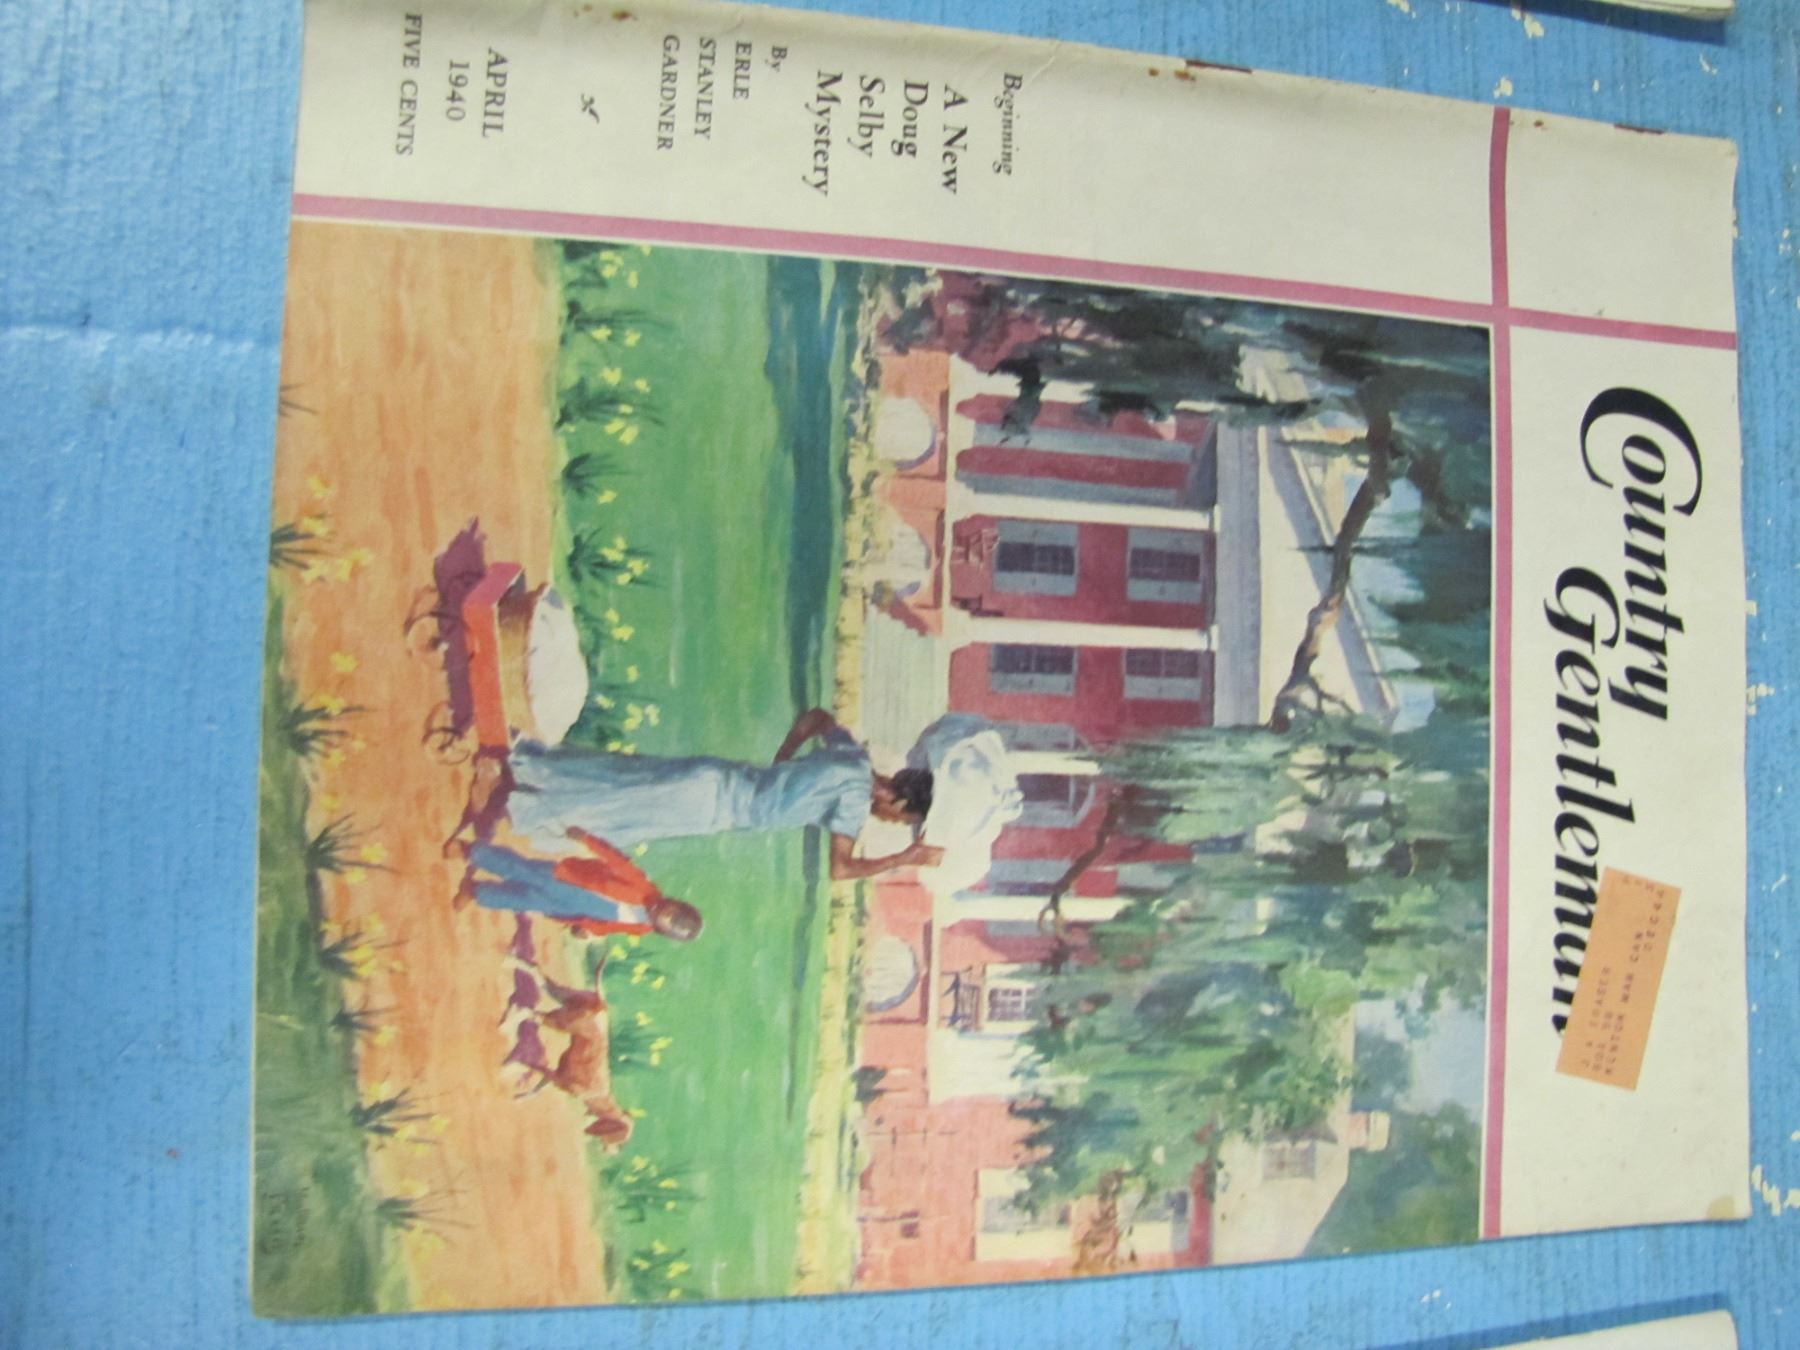 Country
Gentleman
Beginning
A New
Doug
Selby
Mystery
By
ERLE
STANLEY
GARDNER
APRIL
1940
FIVE CENTS